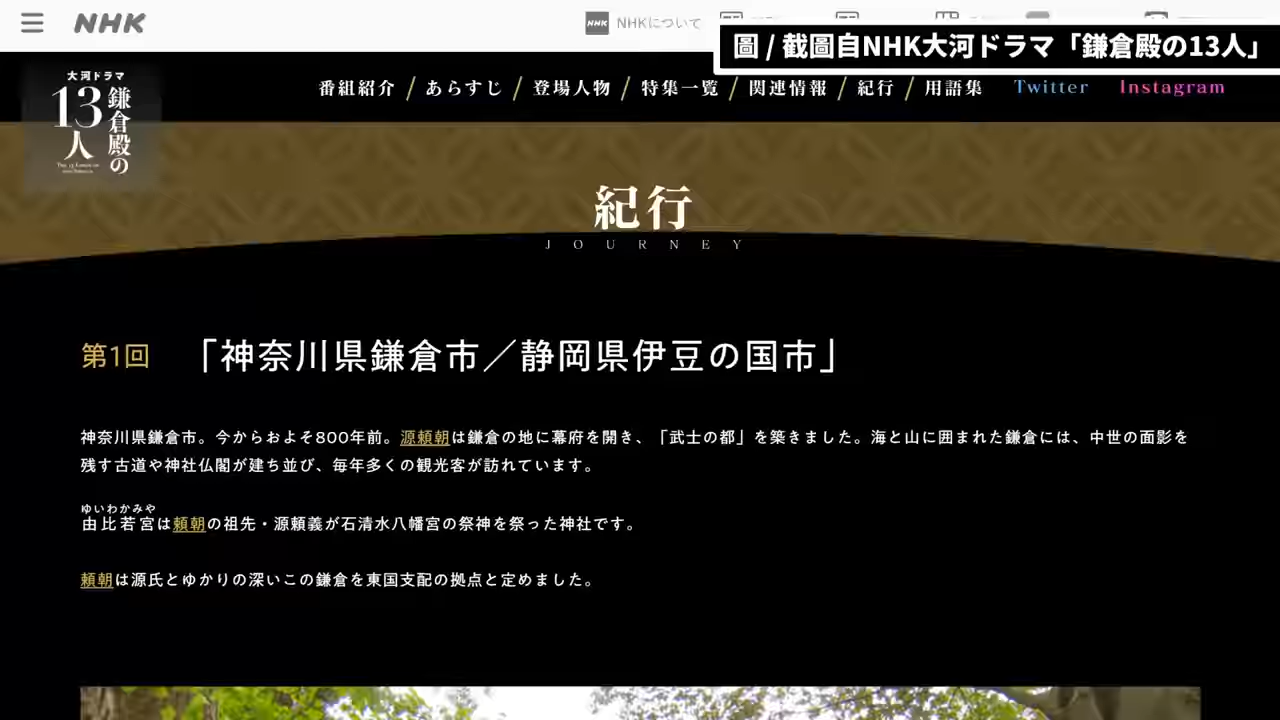 NHK
NHKについて
圖 / 截圖自NHK大河ドラマ「鎌倉殿の13人」
大河ドラマ
鎌倉殿の
13人
番組紹介 / あらすじ / 登場人物 / 特集一覧 / 関連情報 / 紀行 / 用語集 Twitter Instagram
紀行
JOURNEY
第1回 「神奈川県鎌倉市／静岡県伊豆の国市」
神奈川県鎌倉市。今からおよそ800年前。源頼朝は鎌倉の地に幕府を開き、「武士の都」を築きました。海と山に囲まれた鎌倉には、中世の面影を
残す古道や神社仏閣が建ち並び、毎年多くの観光客が訪れています。
ゆいわかみや
由比若宮は頼朝の祖先・源頼義が石清水八幡宮の祭神を祭った神社です。
頼朝は源氏とゆかりの深いこの鎌倉を東国支配の拠点と定めました。